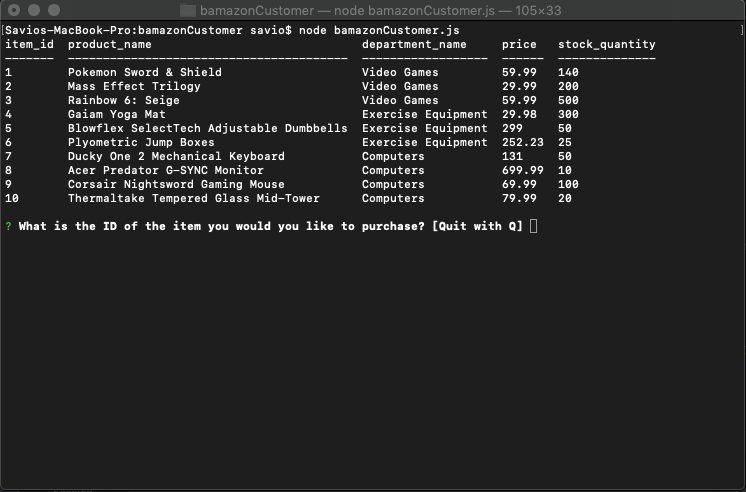 bamazonCustomer — node bamazonCustomer.js — 105×33
[Savios-MacBook-Pro:bamazonCustomer savio$ node bamazonCustomer.js ]
item_id  product_name                             department_name     price   stock_quantity
-------  ----------------------------------------  ------------------  ------  --------------
1        Pokemon Sword & Shield                    Video Games         59.99   140
2        Mass Effect Trilogy                       Video Games         29.99   200
3        Rainbow 6: Seige                          Video Games         59.99   500
4        Gaiam Yoga Mat                            Exercise Equipment  29.98   300
5        Blowflex SelectTech Adjustable Dumbbells  Exercise Equipment  299     50
6        Plyometric Jump Boxes                     Exercise Equipment  252.23  25
7        Ducky One 2 Mechanical Keyboard           Computers           131     50
8        Acer Predator G-SYNC Monitor              Computers           699.99  10
9        Corsair Nightsword Gaming Mouse           Computers           69.99   100
10       Thermaltake Tempered Glass Mid-Tower      Computers           79.99   20
? What is the ID of the item you would you like to purchase? [Quit with Q]